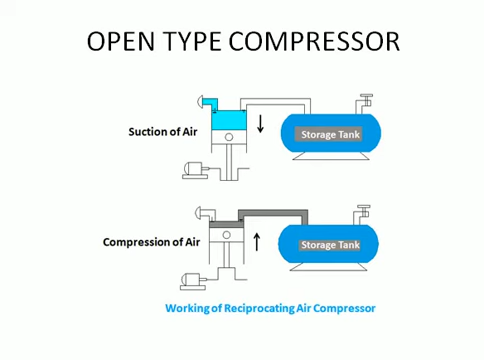 OPEN TYPE COMPRESSOR
Suction of Air
Storage Tank
Compression of Air
Storage Tank
Working of Reciprocating Air Compressor